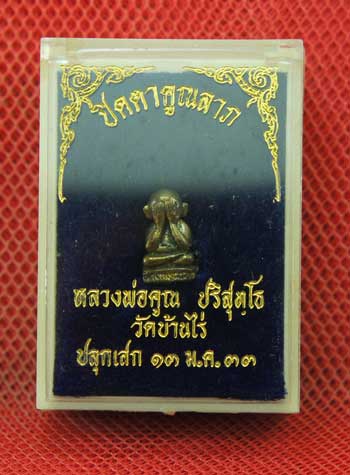 ปิดตาคูณลาภ
หลวงพ่อคูณ ปริสุทฺโธ
วัดบ้านไร่
ปลุกเสก ๑๓ ม.ค.๓๓